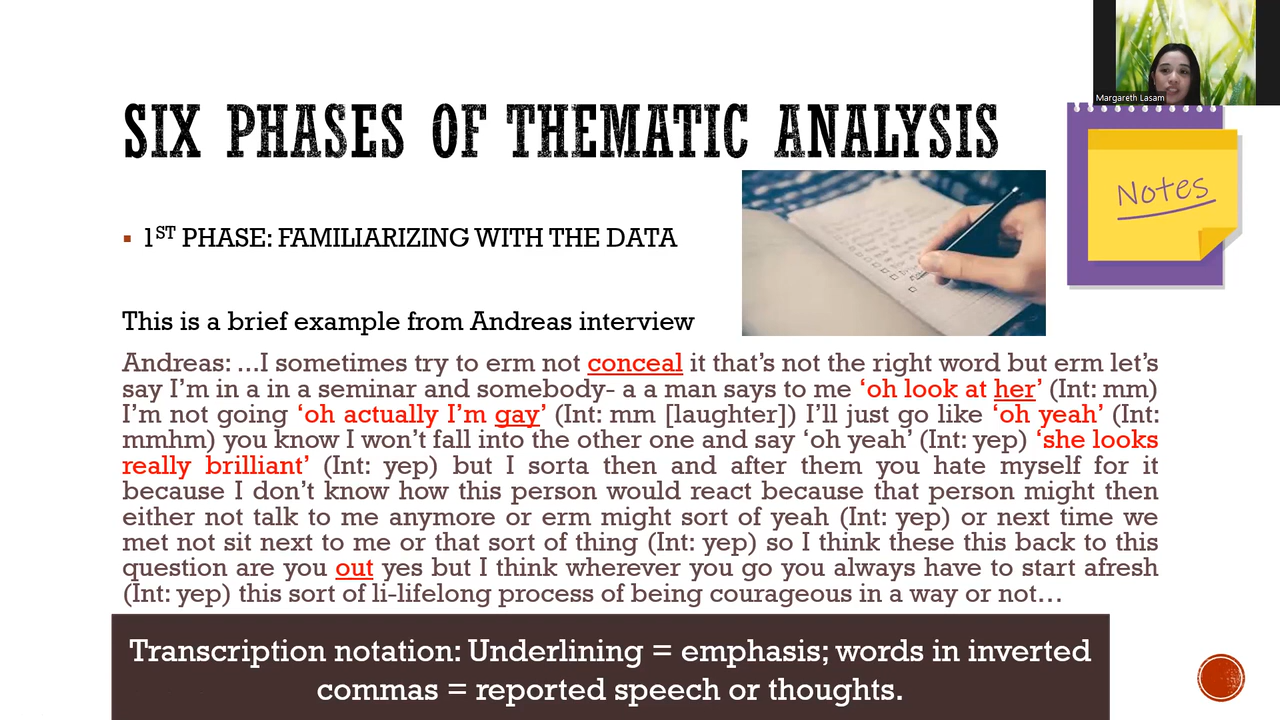 Margareth Lasam
SIX PHASES OF THEMATIC ANALYSIS
Notes
▪ 1ST PHASE: FAMILIARIZING WITH THE DATA
This is a brief example from Andreas interview
Andreas: …I sometimes try to erm not conceal it that’s not the right word but erm let’s
say I’m in a in a seminar and somebody- a a man says to me ‘oh look at her’ (Int: mm)
I’m not going ‘oh actually I’m gay’ (Int: mm [laughter]) I’ll just go like ‘oh yeah’ (Int:
mmhm) you know I won’t fall into the other one and say ‘oh yeah’ (Int: yep) ‘she looks
really brilliant’ (Int: yep) but I sorta then and after them you hate myself for it
because I don’t know how this person would react because that person might then
either not talk to me anymore or erm might sort of yeah (Int: yep) or next time we
met not sit next to me or that sort of thing (Int: yep) so I think these this back to this
question are you out yes but I think wherever you go you always have to start afresh
(Int: yep) this sort of li-lifelong process of being courageous in a way or not…
Transcription notation: Underlining = emphasis; words in inverted
commas = reported speech or thoughts.